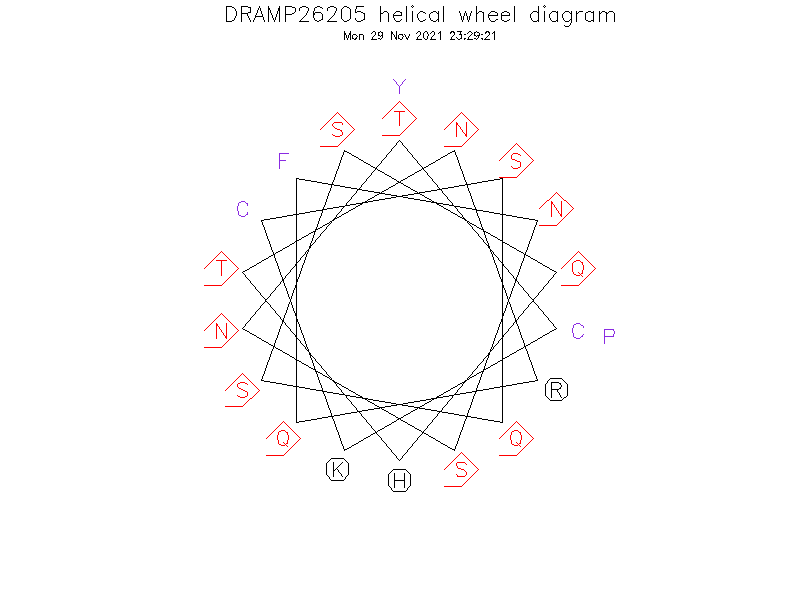 DRAMP26205 helical wheel diagram
Mon 29 Nov 2021 23:29:21
Y
S T N
F S
C N
T Q
N C P
S R
Q Q
K H S